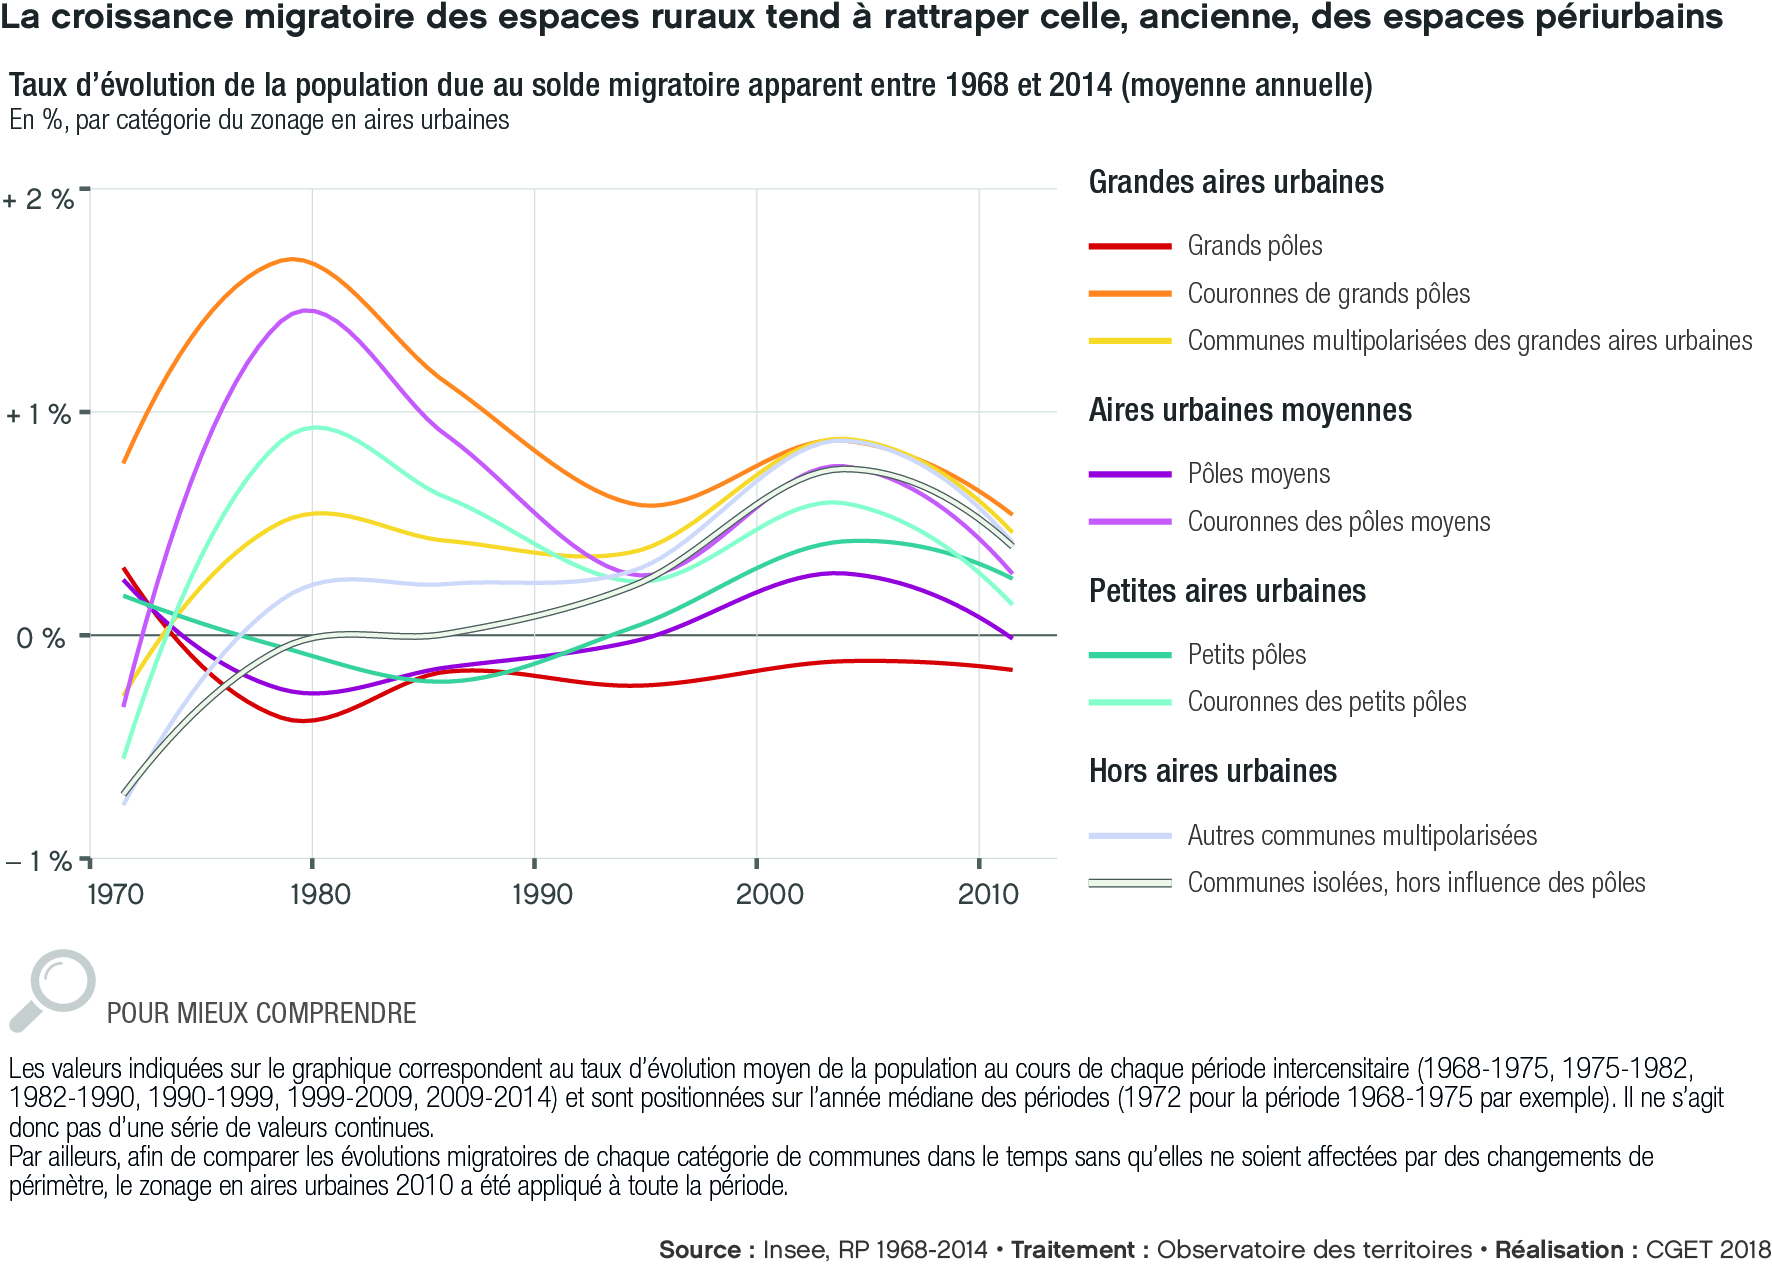 La croissance migratoire des espaces ruraux tend à rattraper celle, ancienne, des espaces périurbains
Taux d’évolution de la population due au solde migratoire apparent entre 1968 et 2014 (moyenne annuelle)
En %, par catégorie du zonage en aires urbaines
+ 2 %
+ 1 %
0 %
– 1 %
1970
1980
1990
2000
2010
Grandes aires urbaines
Grands pôles
Couronnes de grands pôles
Communes multipolarisées des grandes aires urbaines
Aires urbaines moyennes
Pôles moyens
Couronnes des pôles moyens
Petites aires urbaines
Petits pôles
Couronnes des petits pôles
Hors aires urbaines
Autres communes multipolarisées
Communes isolées, hors influence des pôles
POUR MIEUX COMPRENDRE
Les valeurs indiquées sur le graphique correspondent au taux d’évolution moyen de la population au cours de chaque période intercensitaire (1968-1975, 1975-1982,
1982-1990, 1990-1999, 1999-2009, 2009-2014) et sont positionnées sur l’année médiane des périodes (1972 pour la période 1968-1975 par exemple). Il ne s’agit
donc pas d’une série de valeurs continues.
Par ailleurs, afin de comparer les évolutions migratoires de chaque catégorie de communes dans le temps sans qu’elles ne soient affectées par des changements de
périmètre, le zonage en aires urbaines 2010 a été appliqué à toute la période.
Source : Insee, RP 1968-2014 • Traitement : Observatoire des territoires • Réalisation : CGET 2018